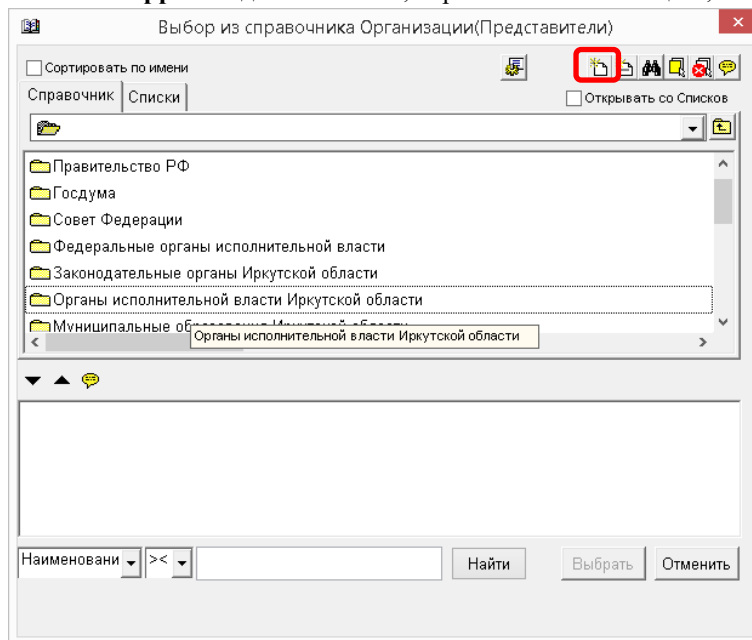 Выбор из справочника Организации(Представители)
Сортировать по имени
Справочник Списки
Открывать со Списков
Правительство РФ
Госдума
Совет Федерации
Федеральные органы исполнительной власти
Законодательные органы Иркутской области
Органы исполнительной власти Иркутской области
Муниципальные
Органы исполнительной власти Иркутской области
Наименовани >< Найти Выбрать Отменить